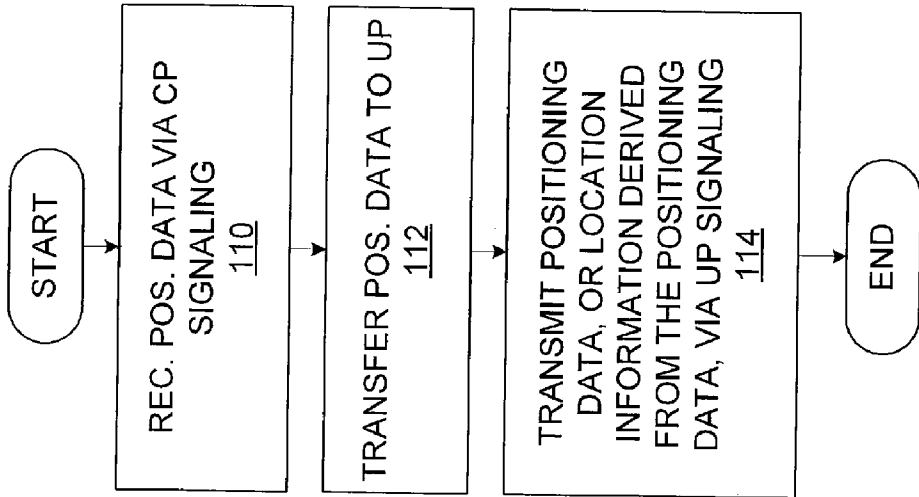 START
REC. POS. DATA VIA CP
SIGNALING
110
TRANSFER POS. DATA TO UP
112
TRANSMIT POSITIONING
DATA, OR LOCATION
INFORMATION DERIVED
FROM THE POSITIONING
DATA, VIA UP SIGNALING
114
END